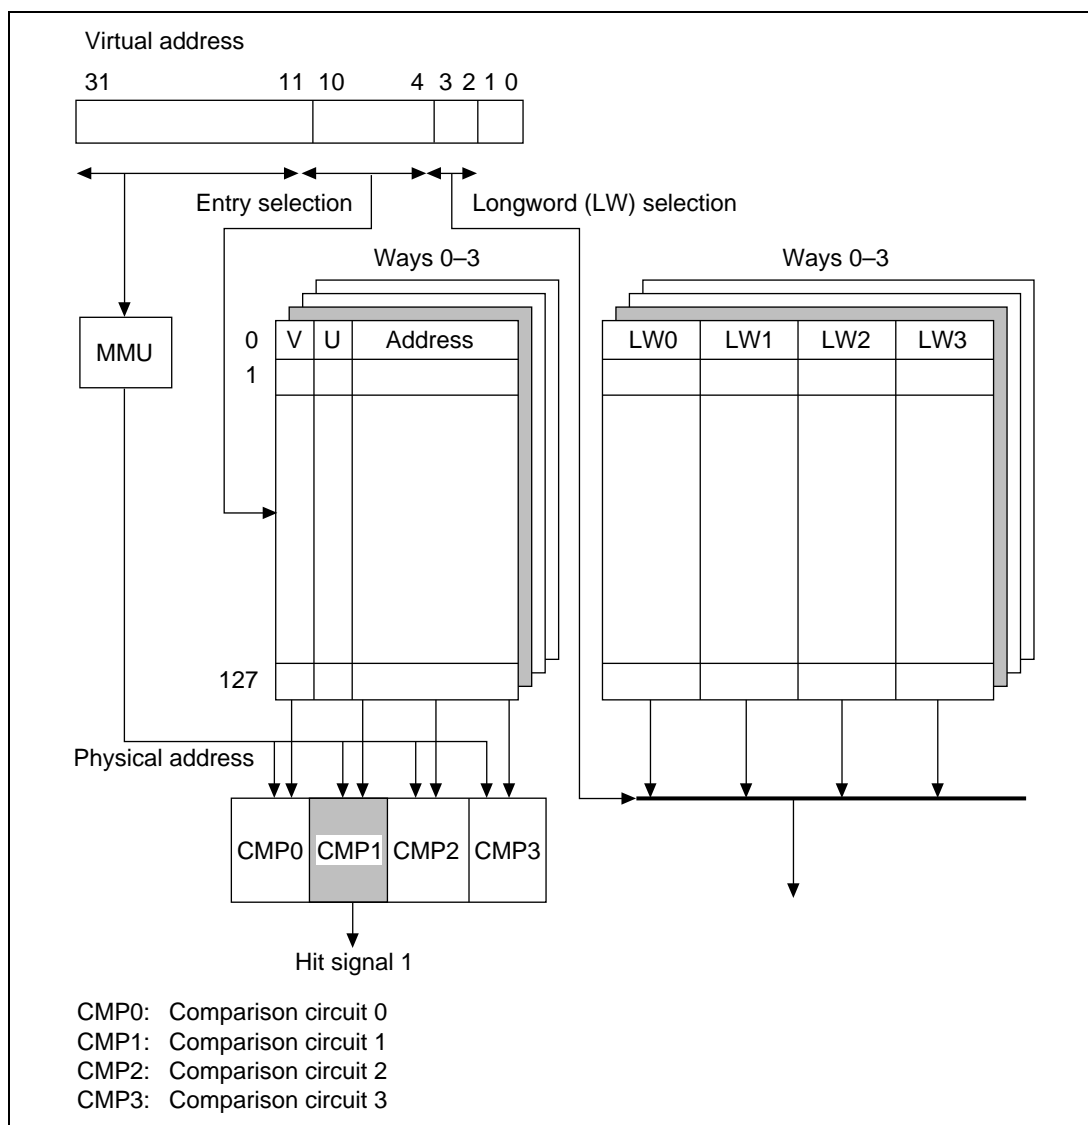 Virtual address
31 11 10 4 3 2 1 0
Entry selection
Longword (LW) selection
Ways 0–3
Ways 0–3
MMU
0
V U Address
LW0 LW1 LW2 LW3
1
127
Physical address
CMP0 CMP1 CMP2 CMP3
Hit signal 1
CMP0: Comparison circuit 0
CMP1: Comparison circuit 1
CMP2: Comparison circuit 2
CMP3: Comparison circuit 3